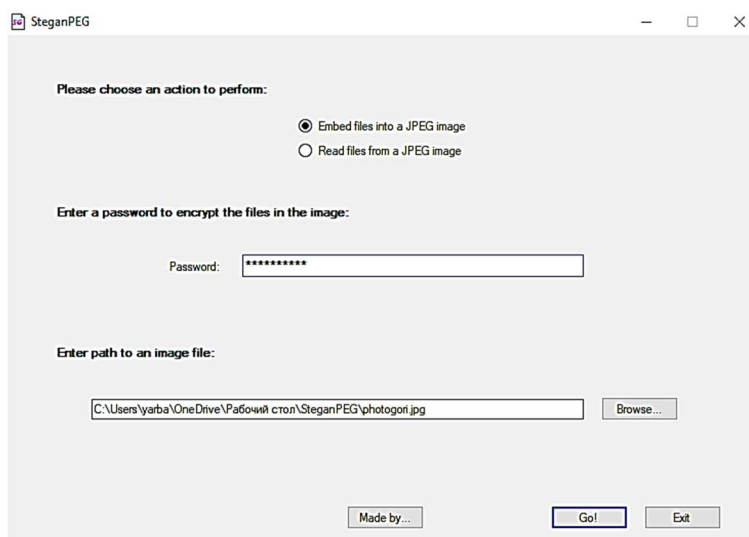 SG SteganPEG
Please choose an action to perform:
Embed files into a JPEG image
Read files from a JPEG image
Enter a password to encrypt the files in the image:
Password: **********
Enter path to an image file:
C:\Users\yarba\OneDrive\Рабочий стол\SteganPEG\photogori.jpg Browse...
Made by... Go! Exit